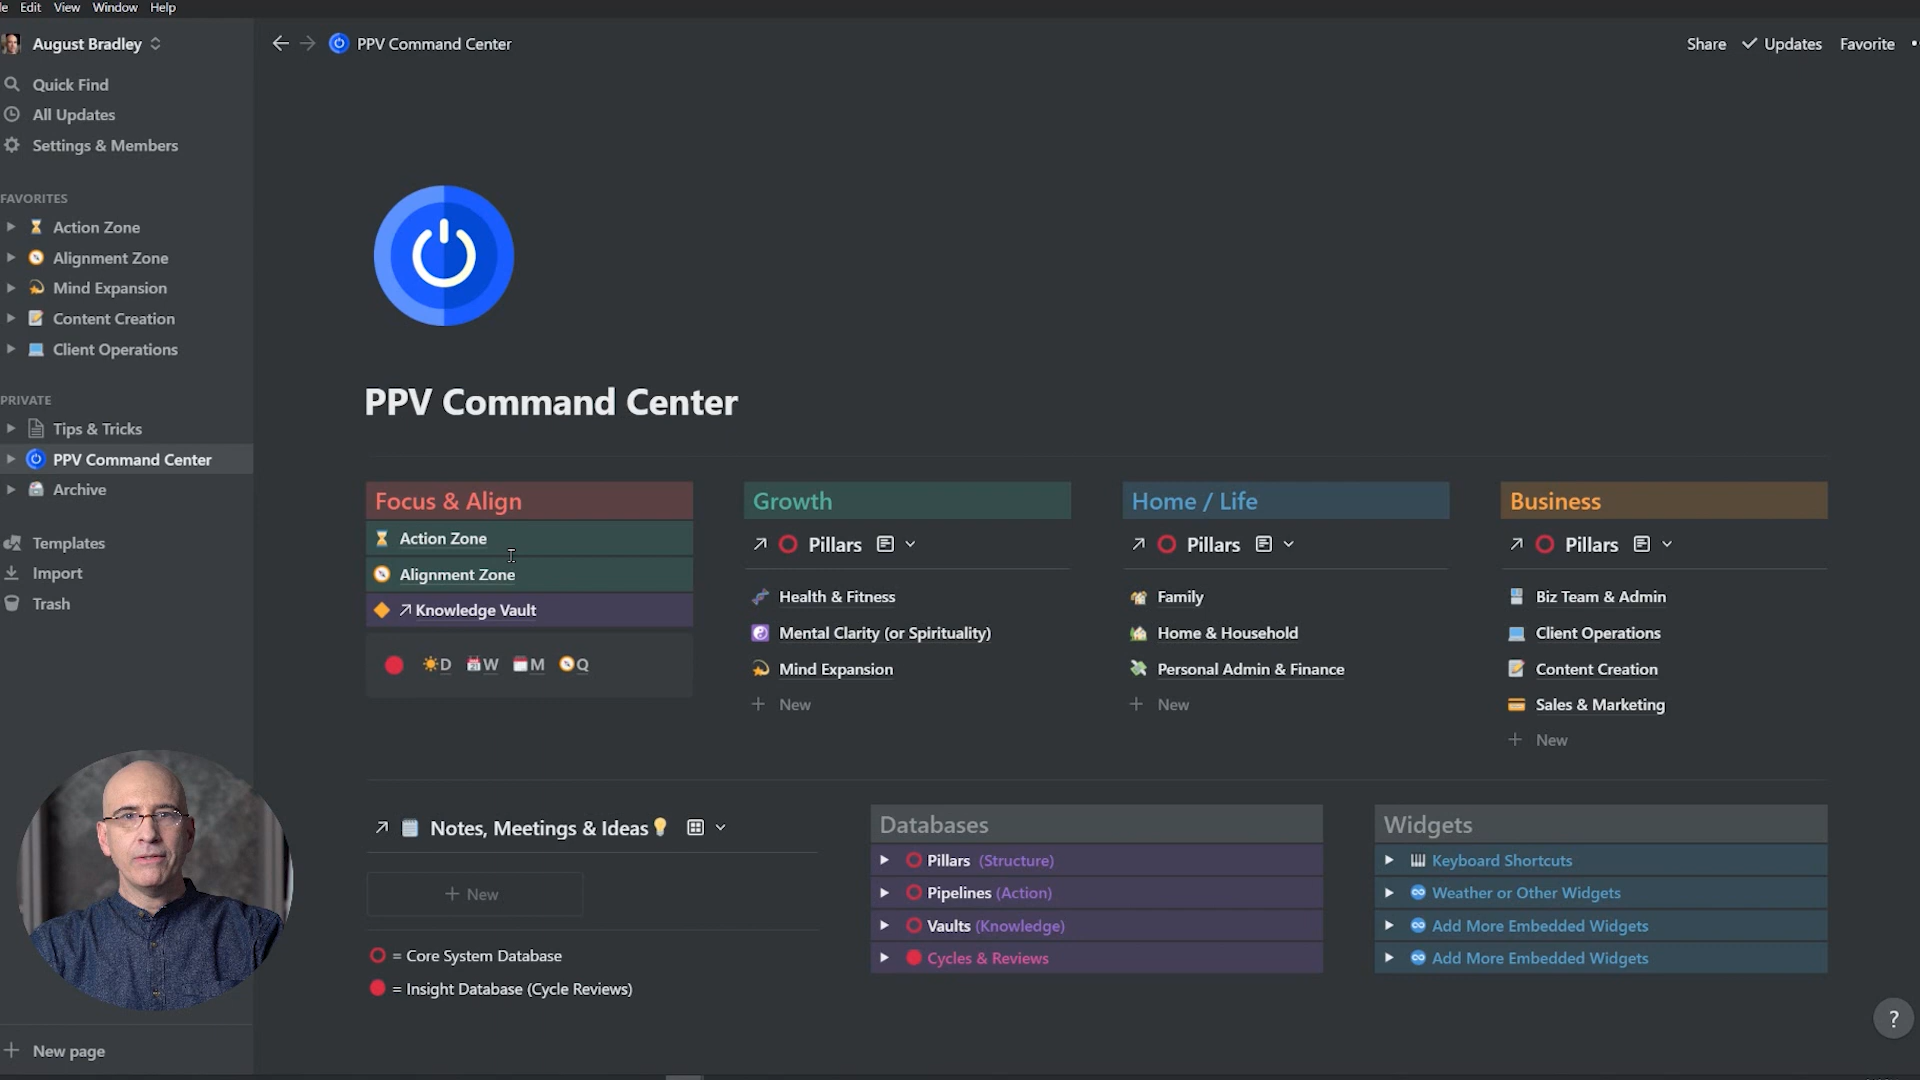 Edit View Window Help
August Bradley
PPV Command Center
Share Updates Favorite
Quick Find
All Updates
Settings & Members
FAVORITES
Action Zone
Alignment Zone
Mind Expansion
Content Creation
Client Operations
PRIVATE
Tips & Tricks
PPV Command Center
Archive
Templates
Import
Trash
New page
PPV Command Center
Focus & Align
Action Zone
Alignment Zone
Knowledge Vault
D W M Q
Growth
Pillars
Health & Fitness
Mental Clarity (or Spirituality)
Mind Expansion
New
Home / Life
Pillars
Family
Home & Household
Personal Admin & Finance
New
Business
Pillars
Biz Team & Admin
Client Operations
Content Creation
Sales & Marketing
New
Notes, Meetings & Ideas
New
= Core System Database
= Insight Database (Cycle Reviews)
Databases
Pillars (Structure)
Pipelines (Action)
Vaults (Knowledge)
Cycles & Reviews
Widgets
Keyboard Shortcuts
Weather or Other Widgets
Add More Embedded Widgets
Add More Embedded Widgets
?